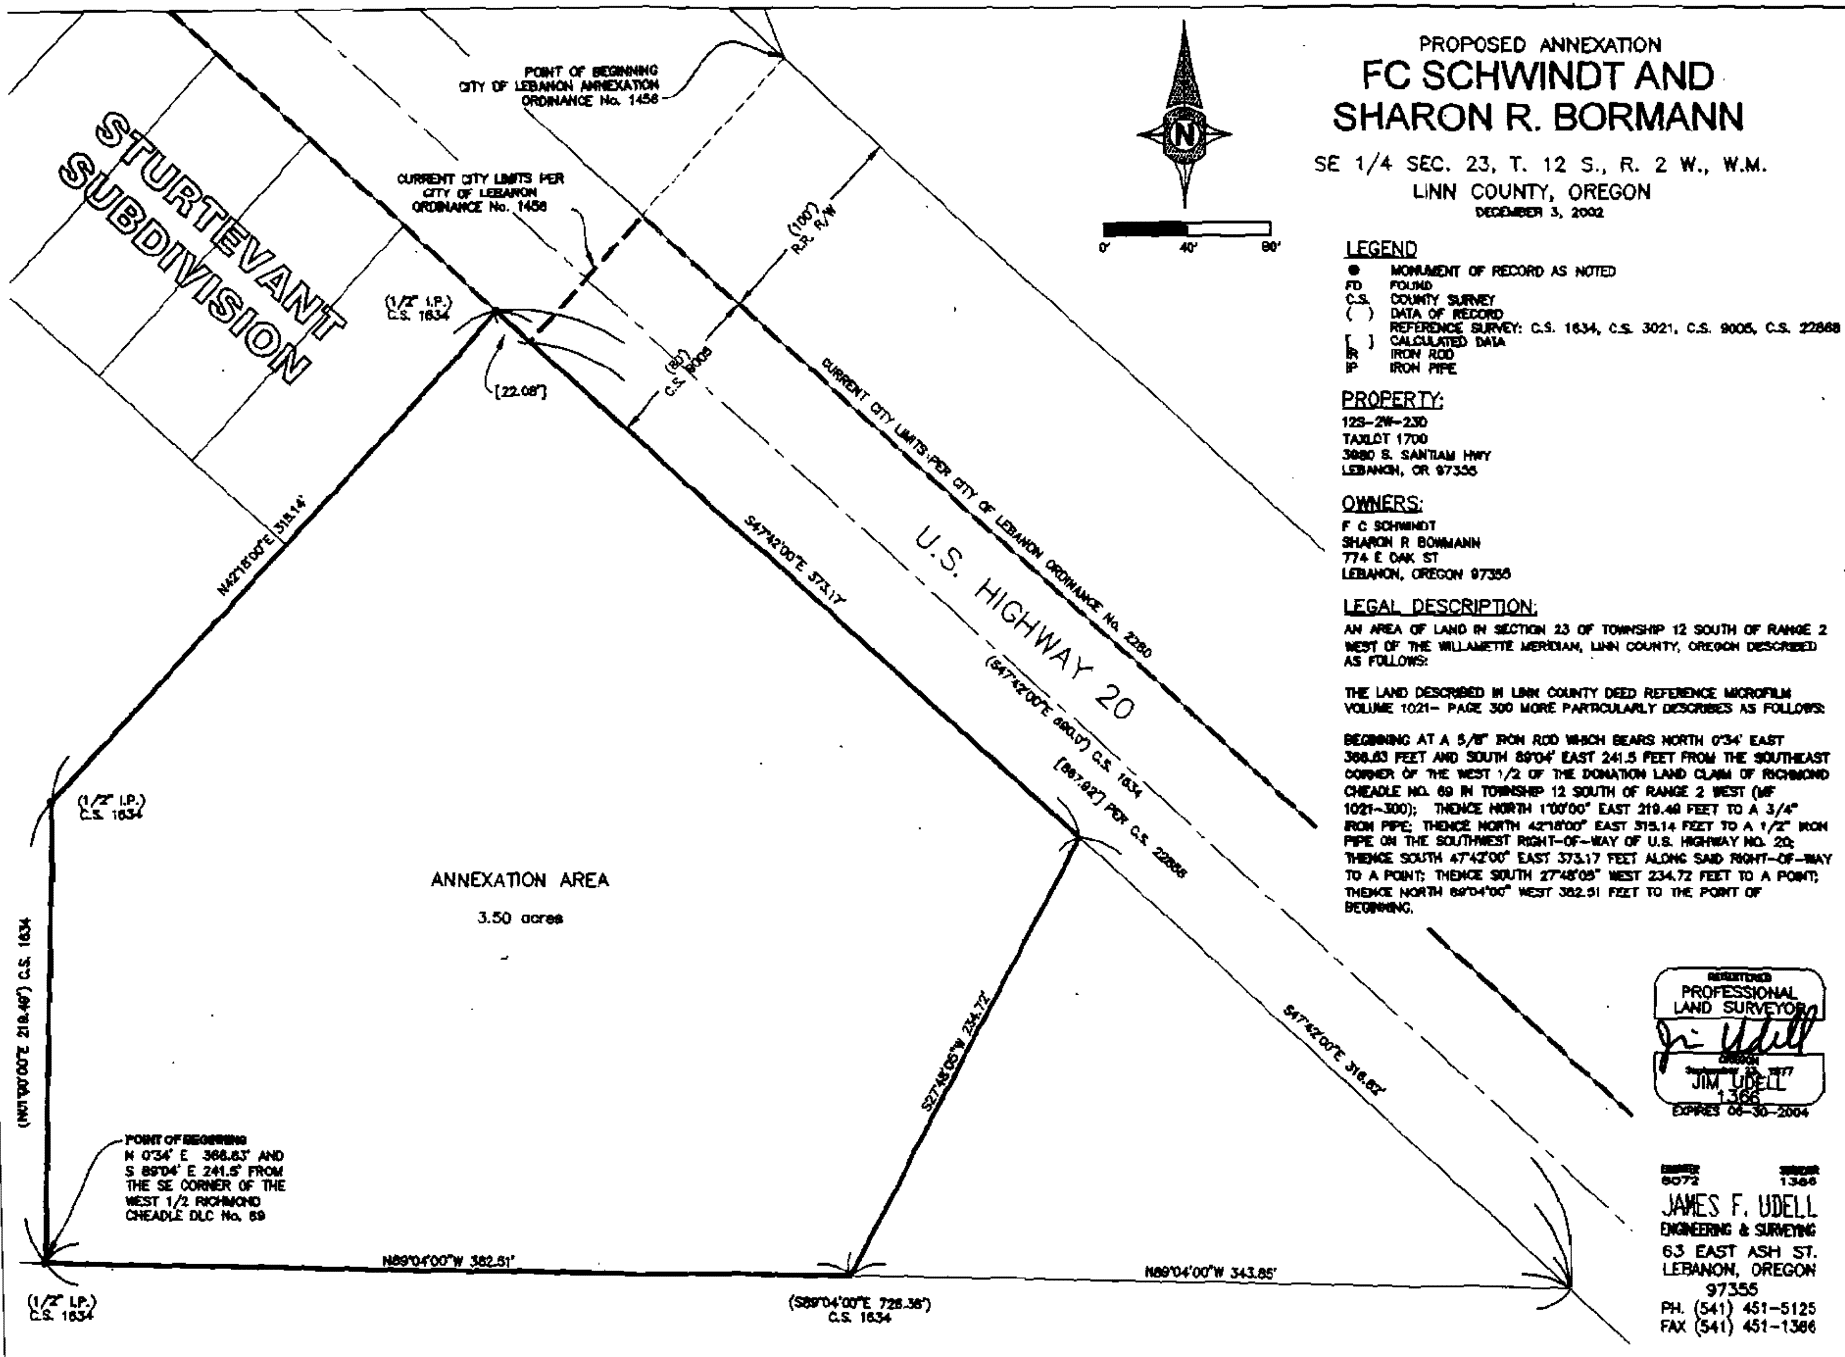 PROPOSED ANNEXATION
FC SCHWINDT AND
SHARON R. BORMANN
SE 1/4 SEC. 23, T. 12 S., R. 2 W., W.M.
LINN COUNTY, OREGON
DECEMBER 3, 2002
N
0' 40' 80'
LEGEND
MONUMENT OF RECORD AS NOTED
FD FOUND
C.S. COUNTY SURVEY
( ) DATA OF RECORD
REFERENCE SURVEY: C.S. 1634, C.S. 3021, C.S. 9005, C.S. 22868
[ ] CALCULATED DATA
IR IRON ROD
IP IRON PIPE
PROPERTY:
12S-2W-23D
TAXLOT 1700
3980 S. SANTIAM HWY
LEBANON, OR 97355
OWNERS:
F C SCHWINDT
SHARON R BOWMANN
774 E OAK ST
LEBANON, OREGON 97355
LEGAL DESCRIPTION:
AN AREA OF LAND IN SECTION 23 OF TOWNSHIP 12 SOUTH OF RANGE 2
WEST OF THE WILLAMETTE MERIDIAN, LINN COUNTY, OREGON DESCRIBED
AS FOLLOWS:
THE LAND DESCRIBED IN LINN COUNTY DEED REFERENCE MICROFILM
VOLUME 1021- PAGE 300 MORE PARTICULARLY DESCRIBES AS FOLLOWS:
BEGINNING AT A 5/8" IRON ROD WHICH BEARS NORTH 0°34' EAST
366.83 FEET AND SOUTH 89°04' EAST 241.5 FEET FROM THE SOUTHEAST
CORNER OF THE WEST 1/2 OF THE DONATION LAND CLAIM OF RICHMOND
CHEADLE NO. 69 IN TOWNSHIP 12 SOUTH OF RANGE 2 WEST (MF
1021-300); THENCE NORTH 1°00'00" EAST 219.49 FEET TO A 3/4"
IRON PIPE; THENCE NORTH 42°18'00" EAST 315.14 FEET TO A 1/2" IRON
PIPE ON THE SOUTHWEST RIGHT-OF-WAY OF U.S. HIGHWAY NO. 20;
THENCE SOUTH 47°42'00" EAST 373.17 FEET ALONG SAID RIGHT-OF-WAY
TO A POINT; THENCE SOUTH 27°48'05" WEST 234.72 FEET TO A POINT;
THENCE NORTH 89°04'00" WEST 382.51 FEET TO THE POINT OF
BEGINNING.
REGISTERED
PROFESSIONAL
LAND SURVEYOR
Jim Udell
OREGON
JIM UDELL
1366
EXPIRES 06-30-2004
1366
JAMES F. UDELL
ENGINEERING & SURVEYING
63 EAST ASH ST.
LEBANON, OREGON
97355
PH. (541) 451-5125
FAX (541) 451-1366
POINT OF BEGINNING
CITY OF LEBANON ANNEXATION
ORDINANCE No. 1456
CURRENT CITY LIMITS PER
CITY OF LEBANON
ORDINANCE No. 1456
STURTEVANT
SUBDIVISION
(1/2" I.P.)
C.S. 1634
[22.08']
(100')
R.R. R/W
(80')
C.S. 9005
CURRENT CITY LIMITS PER CITY OF LEBANON ORDINANCE No. 2280
N42°18'00"E 315.14'
S47°42'00"E 373.17'
U.S. HIGHWAY 20
(S47°42'00"E 690.0') C.S. 1634
PER C.S. 22868
(1/2" I.P.)
C.S. 1634
ANNEXATION AREA
3.50 acres
(N01°00'00"E 219.49') C.S. 1634
S27°48'05"W 234.72'
S47°42'00"E 316.82'
POINT OF BEGINNING
N 0°34' E 366.83' AND
S 89°04' E 241.5' FROM
THE SE CORNER OF THE
WEST 1/2 RICHMOND
CHEADLE DLC No. 69
N89°04'00"W 382.51'
N89°04'00"W 343.85'
(1/2" I.P.)
C.S. 1634
(S89°04'00"E 726.36')
C.S. 1634